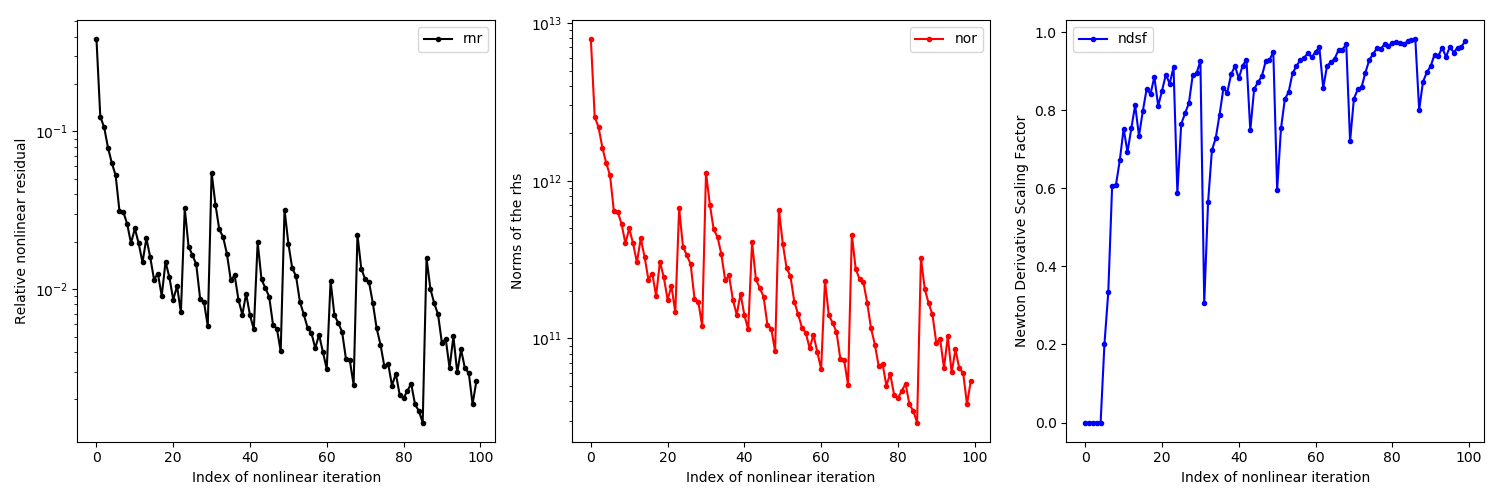 Relative nonlinear residual
10⁻¹
10⁻²
rnr
0 20 40 60 80 100
Index of nonlinear iteration
Norms of the rhs
10¹³
10¹²
10¹¹
nor
0 20 40 60 80 100
Index of nonlinear iteration
Newton Derivative Scaling Factor
1.0
0.8
0.6
0.4
0.2
0.0
ndsf
0 20 40 60 80 100
Index of nonlinear iteration